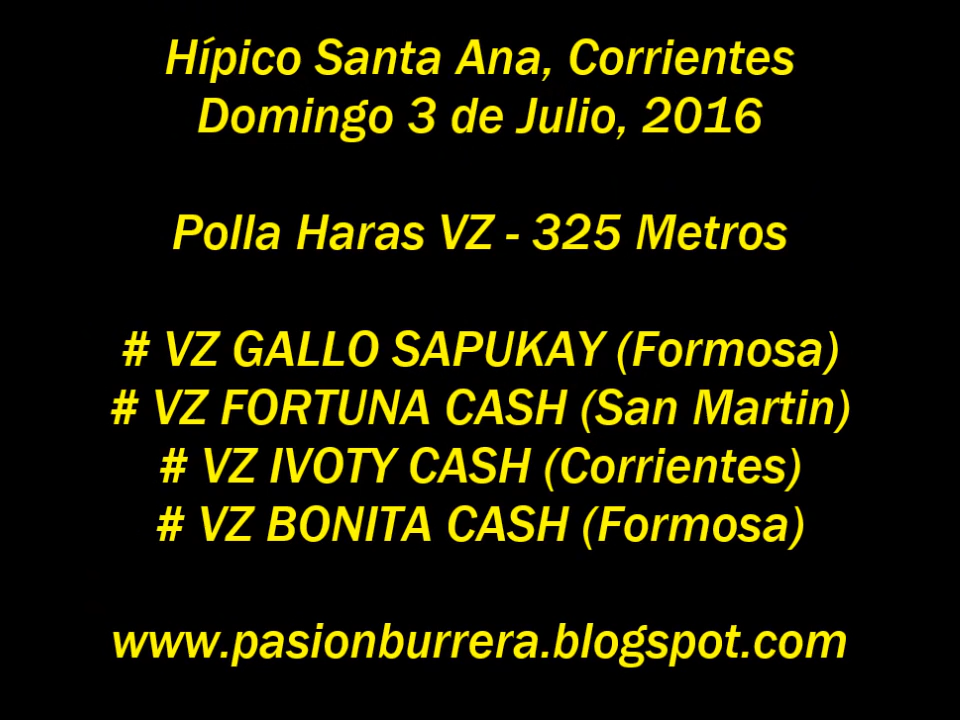 Hípico Santa Ana, Corrientes
Domingo 3 de Julio, 2016
Polla Haras VZ - 325 Metros
# VZ GALLO SAPUKAY (Formosa)
# VZ FORTUNA CASH (San Martin)
# VZ IVOTY CASH (Corrientes)
# VZ BONITA CASH (Formosa)
www.pasionburrera.blogspot.com